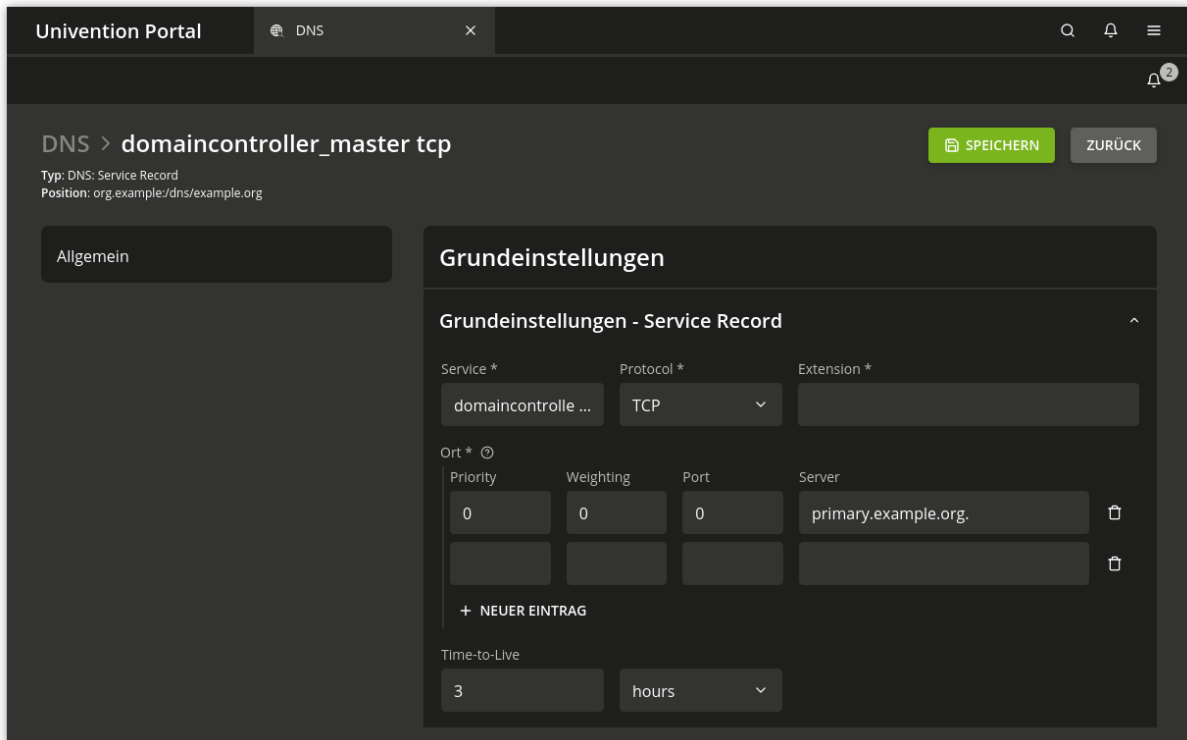 Univention Portal DNS
2
DNS > domaincontroller_master tcp SPEICHERN ZURÜCK
Typ: DNS: Service Record
Position: org.example:/dns/example.org
Allgemein
Grundeinstellungen
Grundeinstellungen - Service Record
Service * Protocol * Extension *
domaincontrolle ... TCP
Ort *
Priority Weighting Port Server
0 0 0 primary.example.org.
+ NEUER EINTRAG
Time-to-Live
3 hours